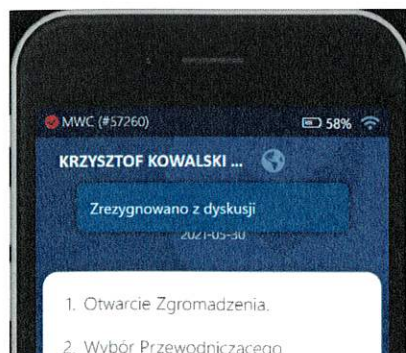 MWC (#57260)
58%
KRZYSZTOF KOWALSKI ...
Zrezygnowano z dyskusji
2021-05-30
1. Otwarcie Zgromadzenia.
2. Wybór Przewodniczącego